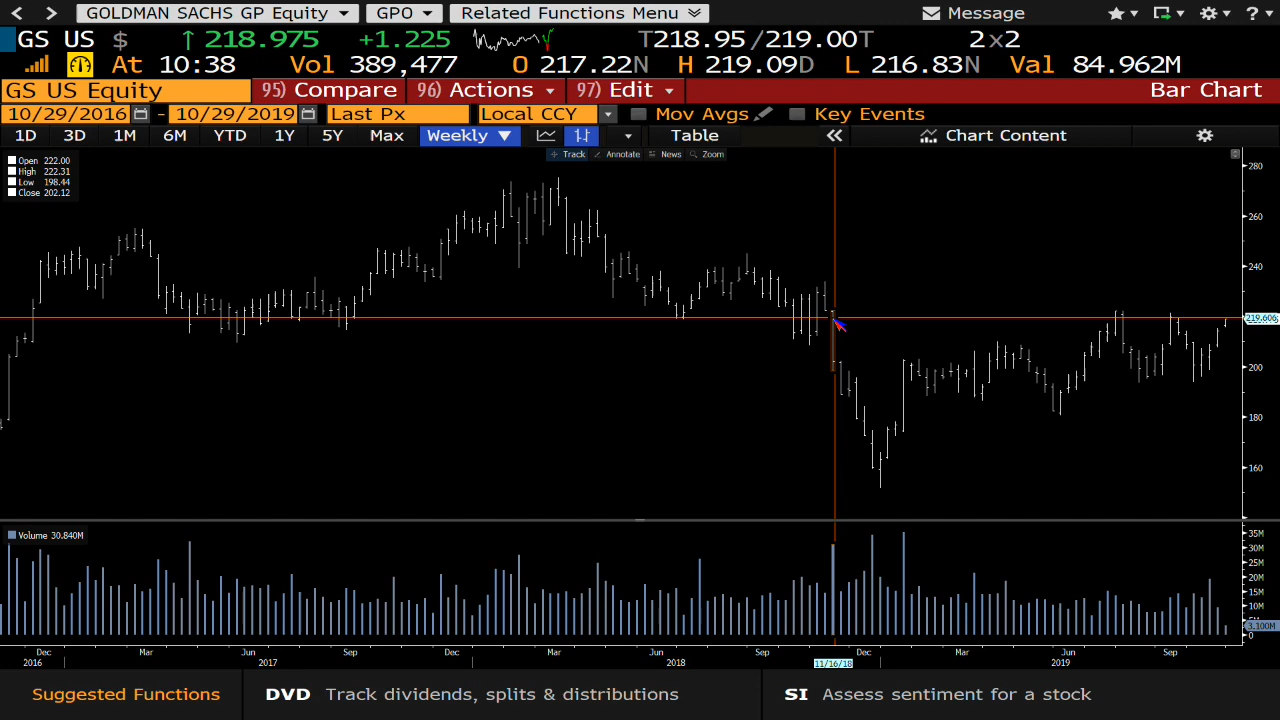 GOLDMAN SACHS GP Equity GPO Related Functions Menu Message ?
GS US $ ↑ 218.975 +1.225 T218.95/219.00T 2x2
At 10:38 Vol 389,477 O 217.22N H 219.09D L 216.83N Val 84.962M
GS US Equity 95) Compare 96) Actions 97) Edit Bar Chart
10/29/2016 - 10/29/2019 Last Px Local CCY Mov Avgs Key Events
1D 3D 1M 6M YTD 1Y 5Y Max Weekly ▼ Table « Chart Content
Track Annotate News Zoom
Open 222.00
High 222.31
Low 198.44
Close 202.12
280
260
240
219.606
200
180
160
Volume 30.840M
35M
30M
25M
20M
15M
10M
3.100M
0
Dec Mar Jun Sep Dec Mar Jun Sep Dec Mar Jun Sep
2016 2017 2018 11/16/18 2019
Suggested Functions DVD Track dividends, splits & distributions SI Assess sentiment for a stock